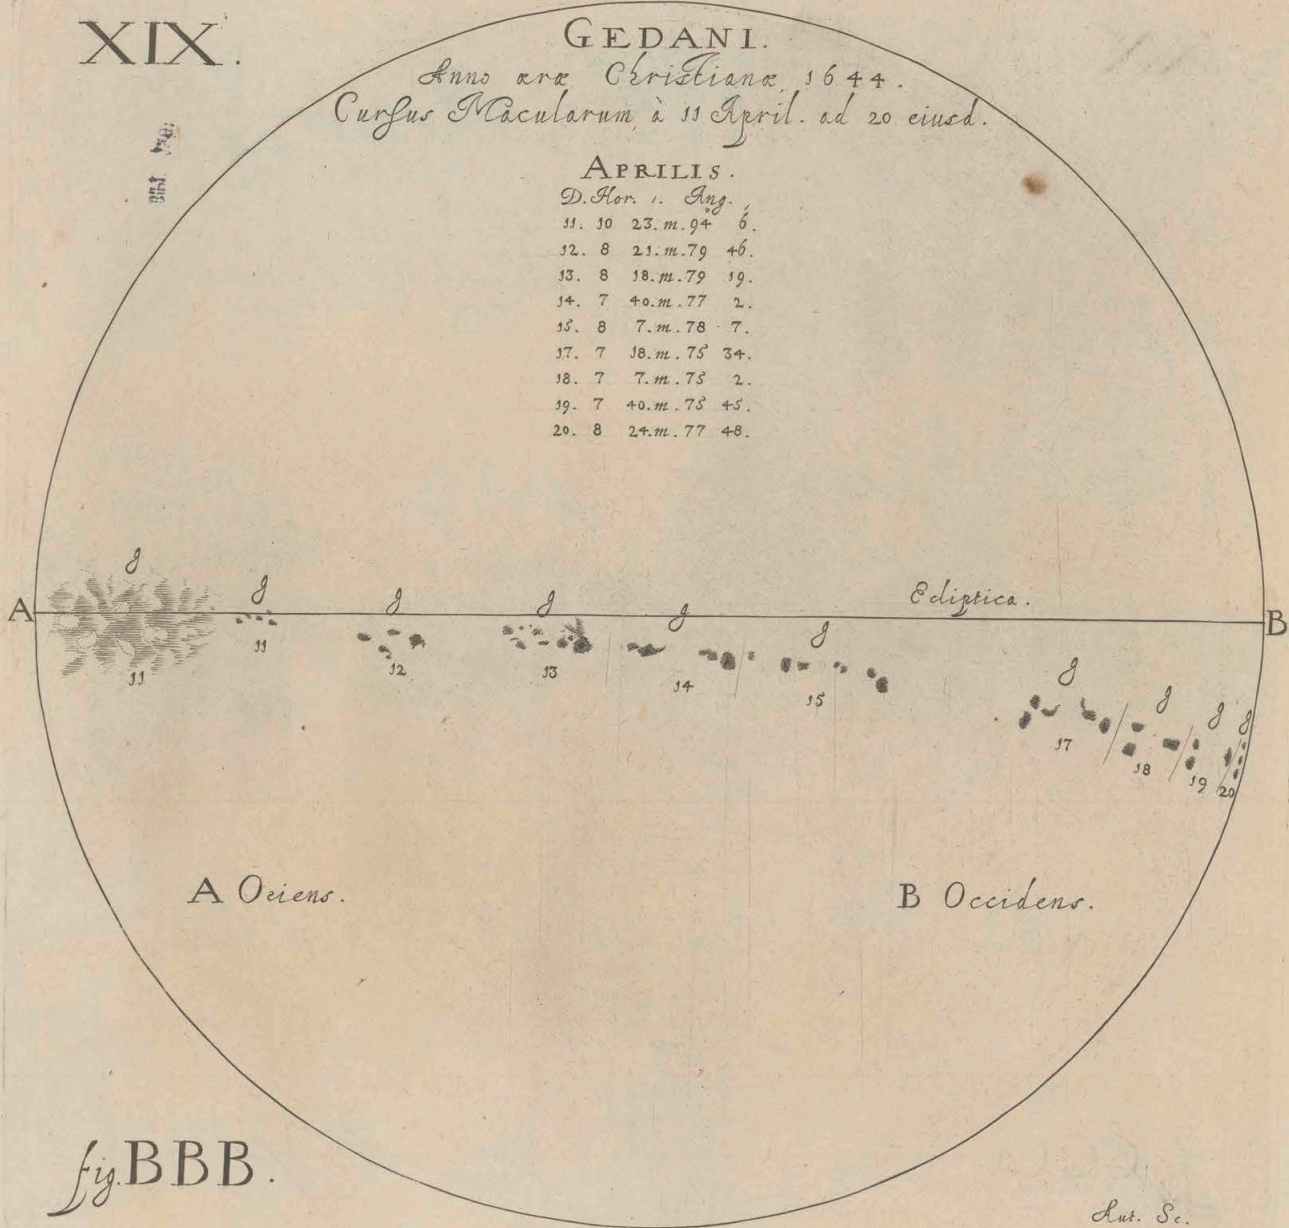 XIX.
GEDANI.
Anno æræ Christianæ, 1644.
Cursus Macularum, à 11 April. ad 20 eiusd.
APRILIS.
D. Hor. ı. Ang. ,
11. 10 23. m. 94° 6'.
12. 8 21. m. 79 46.
13. 8 18. m. 79 19.
14. 7 40. m. 77 2.
15. 8 7. m. 78 7.
17. 7 18. m. 75 34.
18. 7 7. m. 75 2.
19. 7 40. m. 75 45.
20. 8 24. m. 77 48.
g g g g g g g g g g
A Ecliptica. B
11 11 12 13 14 15 17 18 19 20
A Oriens. B Occidens.
fig. BBB.
Aut. Sc.